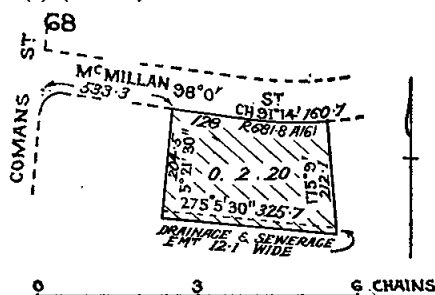 68
ST
MCMILLAN ST
533.3
98°0'
CH 91°14' 160.7
128
R681.8 A161
COMANS
204.5
5°21'30"
0. 2. 20
175°9'
212.1
275°5'30" 325.7
DRAINAGE & SEWERAGE
EMT 12.1 WIDE
0 3 6 CHAINS